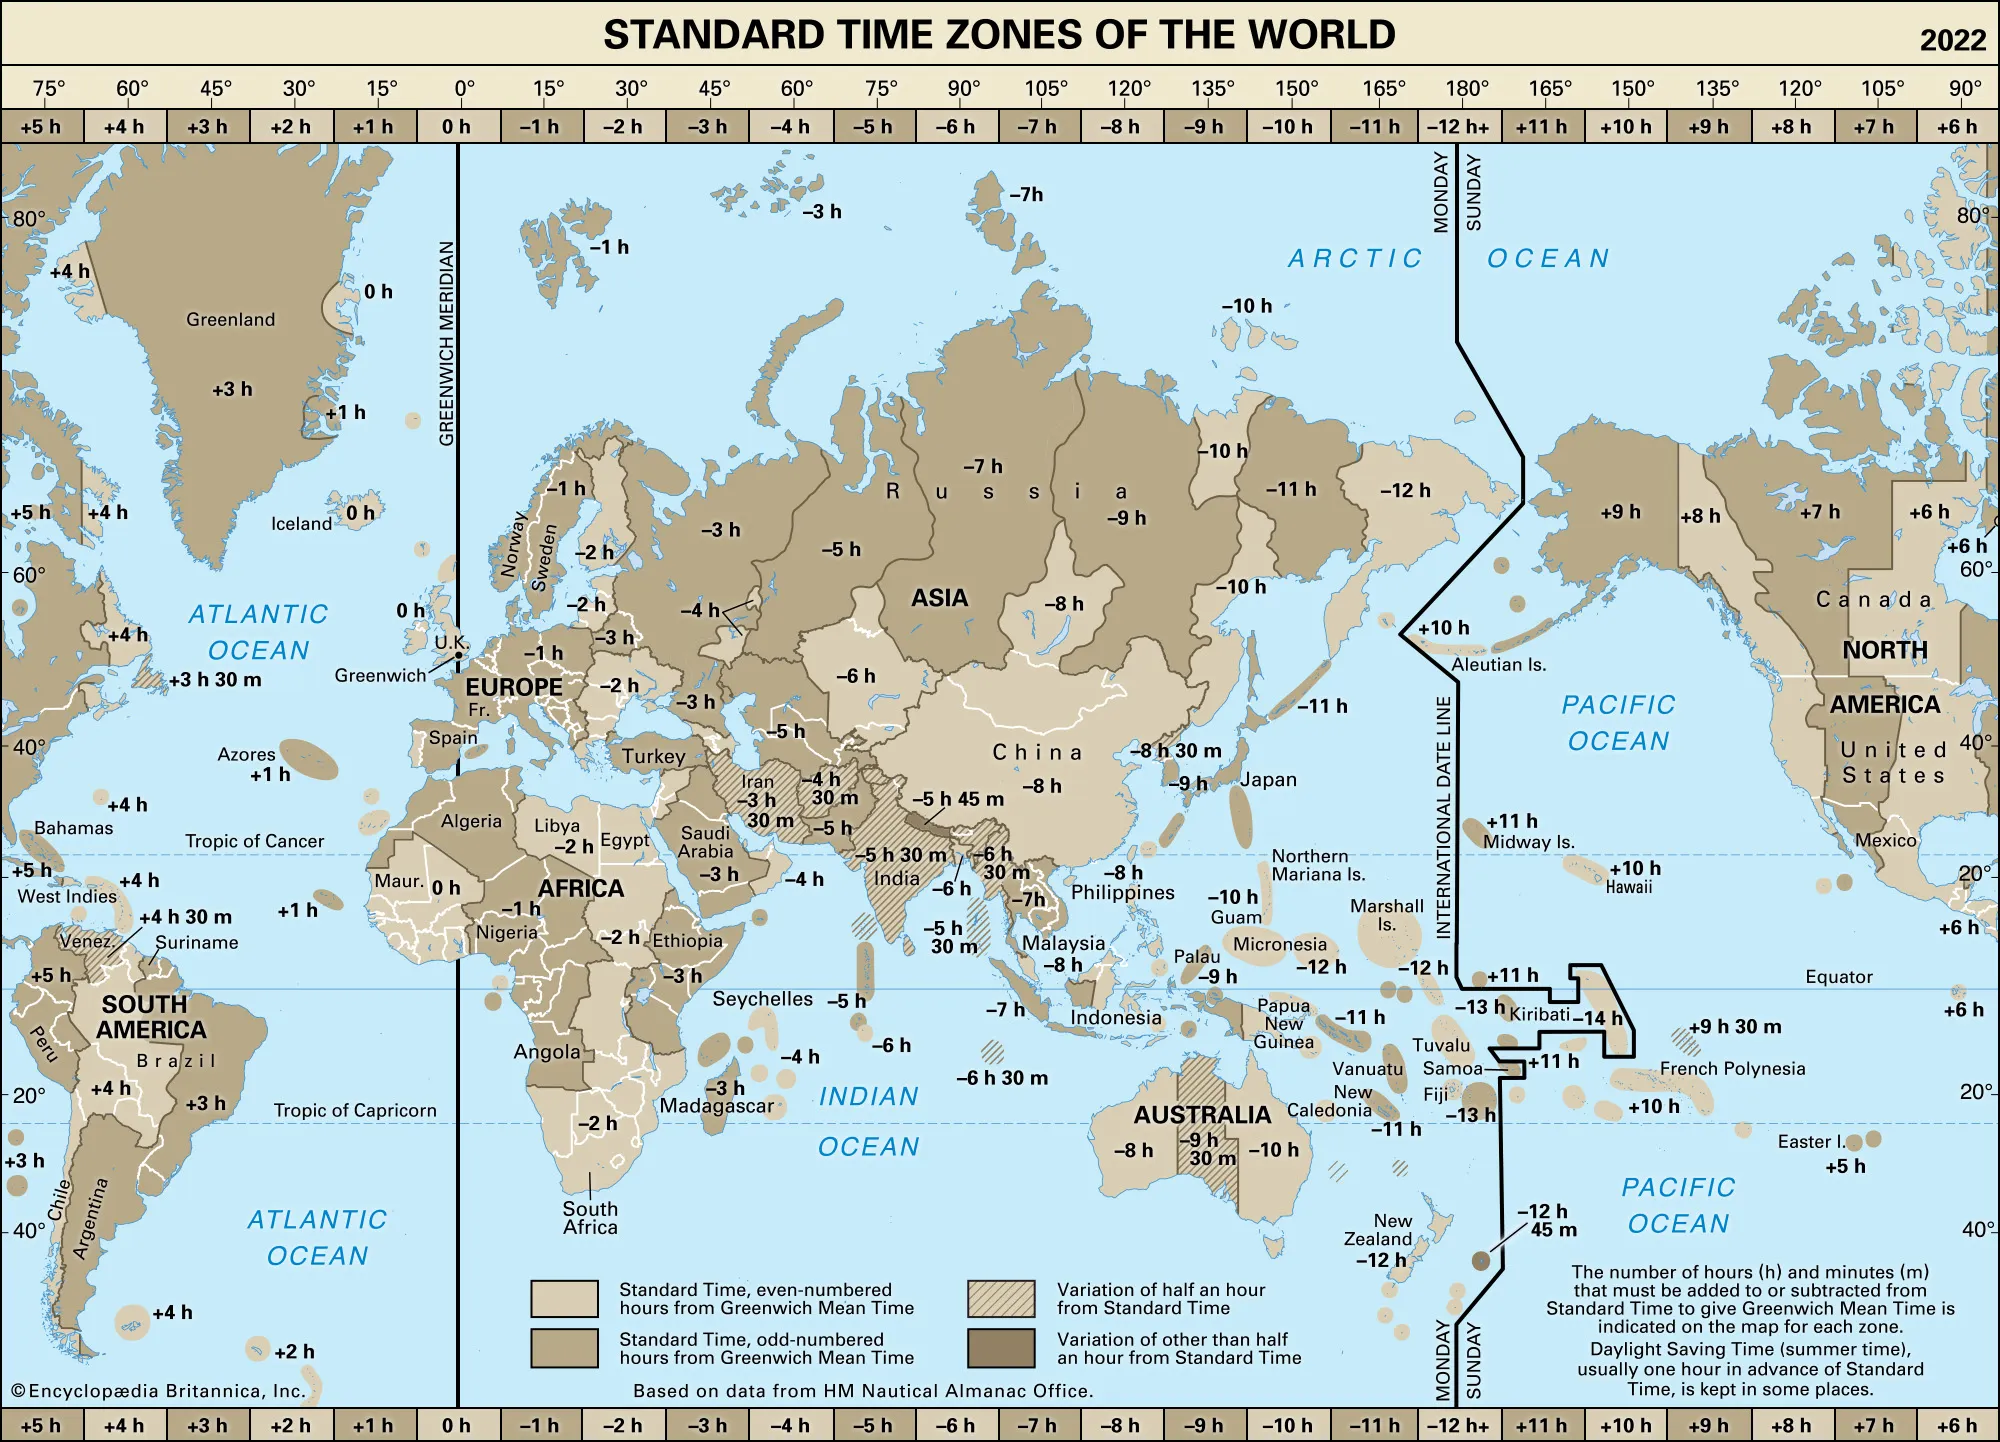 STANDARD TIME ZONES OF THE WORLD
2022
75° 60° 45° 30° 15° 0° 15° 30° 45° 60° 75° 90° 105° 120° 135° 150° 165° 180° 165° 150° 135° 120° 105° 90°
+5 h +4 h +3 h +2 h +1 h 0 h –1 h –2 h –3 h –4 h –5 h –6 h –7 h –8 h –9 h –10 h –11 h –12 h+ +11 h +10 h +9 h +8 h +7 h +6 h
MONDAY
SUNDAY
80°
80°
–7h
–3 h
–1 h
ARCTIC OCEAN
+4 h
0 h
–10 h
Greenland
+3 h
+1 h
GREENWICH MERIDIAN
–10 h
–7 h
Russia
–9 h
–11 h
–12 h
+9 h
+8 h
+7 h
+6 h
+6 h
+5 h
+4 h
Iceland
0 h
–1 h
Norway
Sweden
–2 h
–3 h
–5 h
60°
60°
–10 h
ATLANTIC
OCEAN
0 h
–2 h
–4 h
ASIA
–8 h
Canada
+4 h
U.K.
–3 h
+10 h
NORTH
AMERICA
+3 h 30 m
Greenwich
–1 h
Aleutian Is.
EUROPE
–2 h
–6 h
Fr.
–3 h
–11 h
PACIFIC
OCEAN
INTERNATIONAL DATE LINE
40°
40°
Azores
+1 h
Spain
Turkey
–5 h
China
–8 h
–8 h 30 m
–9 h
Japan
United
States
+4 h
Iran
–3 h
30 m
–4 h
30 m
–5 h 45 m
Bahamas
Tropic of Cancer
Algeria
Libya
–2 h
Egypt
Saudi
Arabia
–3 h
–5 h
+11 h
Midway Is.
Mexico
+5 h
–5 h 30 m
India
–6 h
30 m
–6 h
Northern
Mariana Is.
+10 h
Hawaii
20°
+4 h
West Indies
Maur.
0 h
AFRICA
–4 h
–7h
–8 h
Philippines
–10 h
Guam
Marshall
Is.
+1 h
+4 h 30 m
–1 h
Nigeria
–2 h
Ethiopia
–5 h
30 m
+6 h
Venez.
Suriname
Malaysia
–8 h
Micronesia
–12 h
–12 h
+5 h
–3 h
Palau
–9 h
+11 h
Equator
SOUTH
AMERICA
Seychelles
–5 h
–7 h
Indonesia
Papua
New
Guinea
–11 h
–13 h
Kiribati
–14 h
+6 h
Peru
Brazil
Angola
–4 h
–6 h
+9 h 30 m
Tuvalu
Samoa
+11 h
Vanuatu
French Polynesia
+4 h
+3 h
–3 h
Madagascar
–6 h 30 m
20°
20°
INDIAN
OCEAN
New
Caledonia
–11 h
Fiji
–13 h
+10 h
Tropic of Capricorn
–2 h
AUSTRALIA
–8 h
–9 h
30 m
–10 h
Easter I.
+5 h
+3 h
Chile
Argentina
South
Africa
ATLANTIC
OCEAN
PACIFIC
OCEAN
New
Zealand
–12 h
–12 h
45 m
40°
40°
+4 h
+2 h
Standard Time, even-numbered
hours from Greenwich Mean Time
Standard Time, odd-numbered
hours from Greenwich Mean Time
Variation of half an hour
from Standard Time
Variation of other than half
an hour from Standard Time
The number of hours (h) and minutes (m)
that must be added to or subtracted from
Standard Time to give Greenwich Mean Time is
indicated on the map for each zone.
Daylight Saving Time (summer time),
usually one hour in advance of Standard
Time, is kept in some places.
MONDAY
SUNDAY
©Encyclopædia Britannica, Inc.
Based on data from HM Nautical Almanac Office.
+5 h +4 h +3 h +2 h +1 h 0 h –1 h –2 h –3 h –4 h –5 h –6 h –7 h –8 h –9 h –10 h –11 h –12 h+ +11 h +10 h +9 h +8 h +7 h +6 h